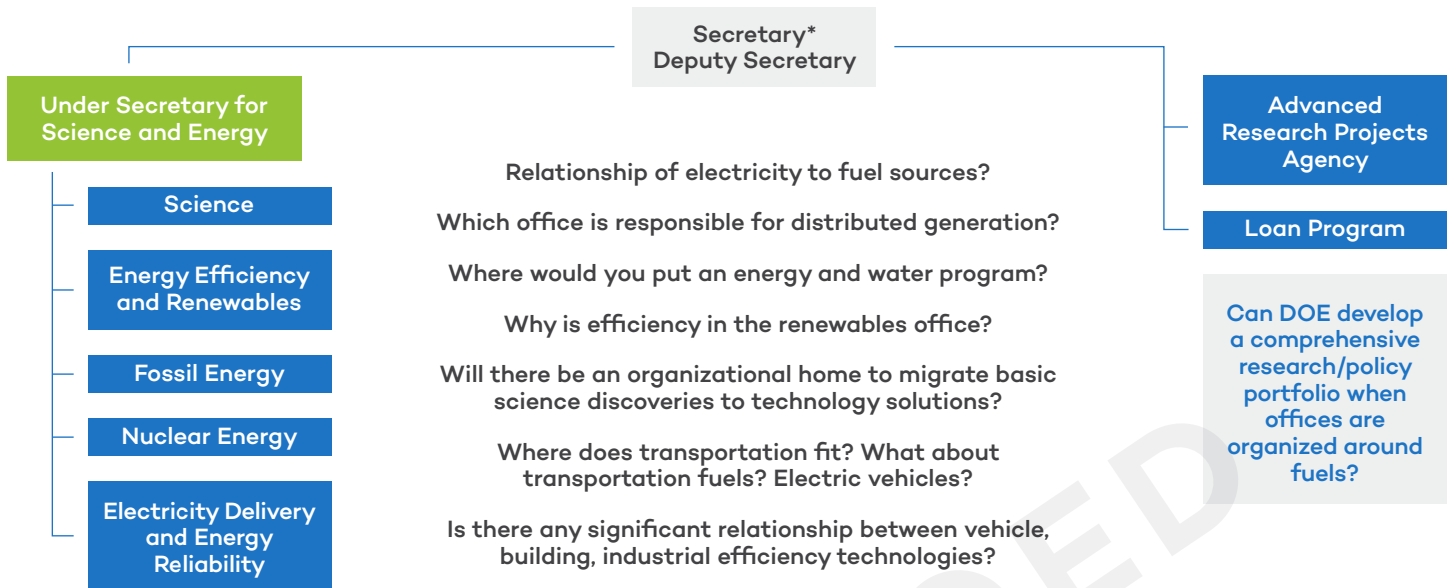 Secretary*
Deputy Secretary
Under Secretary for
Science and Energy
Science
Energy Efficiency
and Renewables
Fossil Energy
Nuclear Energy
Electricity Delivery
and Energy
Reliability
Relationship of electricity to fuel sources?
Which office is responsible for distributed generation?
Where would you put an energy and water program?
Why is efficiency in the renewables office?
Will there be an organizational home to migrate basic
science discoveries to technology solutions?
Where does transportation fit? What about
transportation fuels? Electric vehicles?
Is there any significant relationship between vehicle,
building, industrial efficiency technologies?
Advanced
Research Projects
Agency
Loan Program
Can DOE develop
a comprehensive
research/policy
portfolio when
offices are
organized around
fuels?